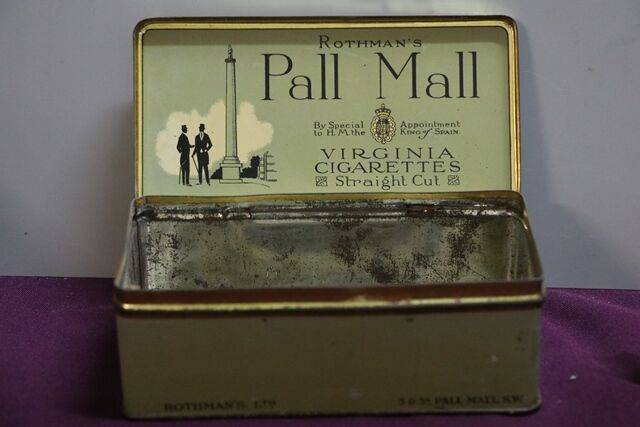 ROTHMAN'S
Pall Mall
By Special Appointment
to H.M. the King of Spain.
VIRGINIA
CIGARETTES
Straight Cut
ROTHMAN'S. LTD
PALL MALL S.W.